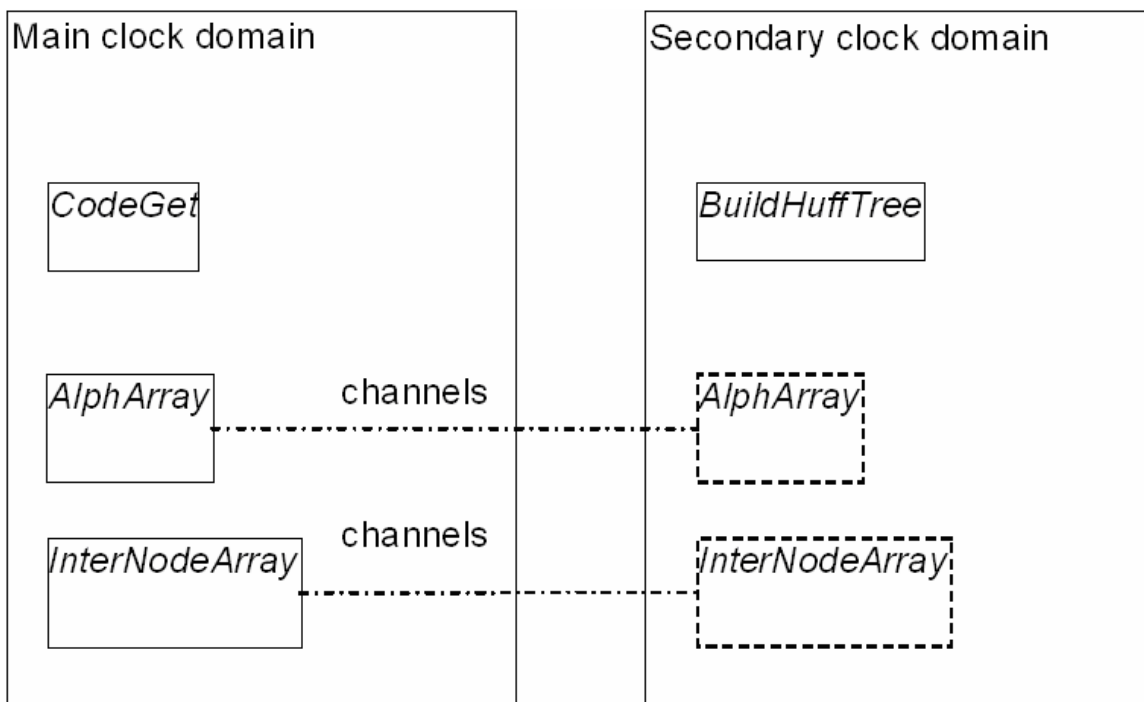 Main clock domain
Secondary clock domain
CodeGet
BuildHuffTree
AlphArray
channels
AlphArray
channels
InterNodeArray
InterNodeArray